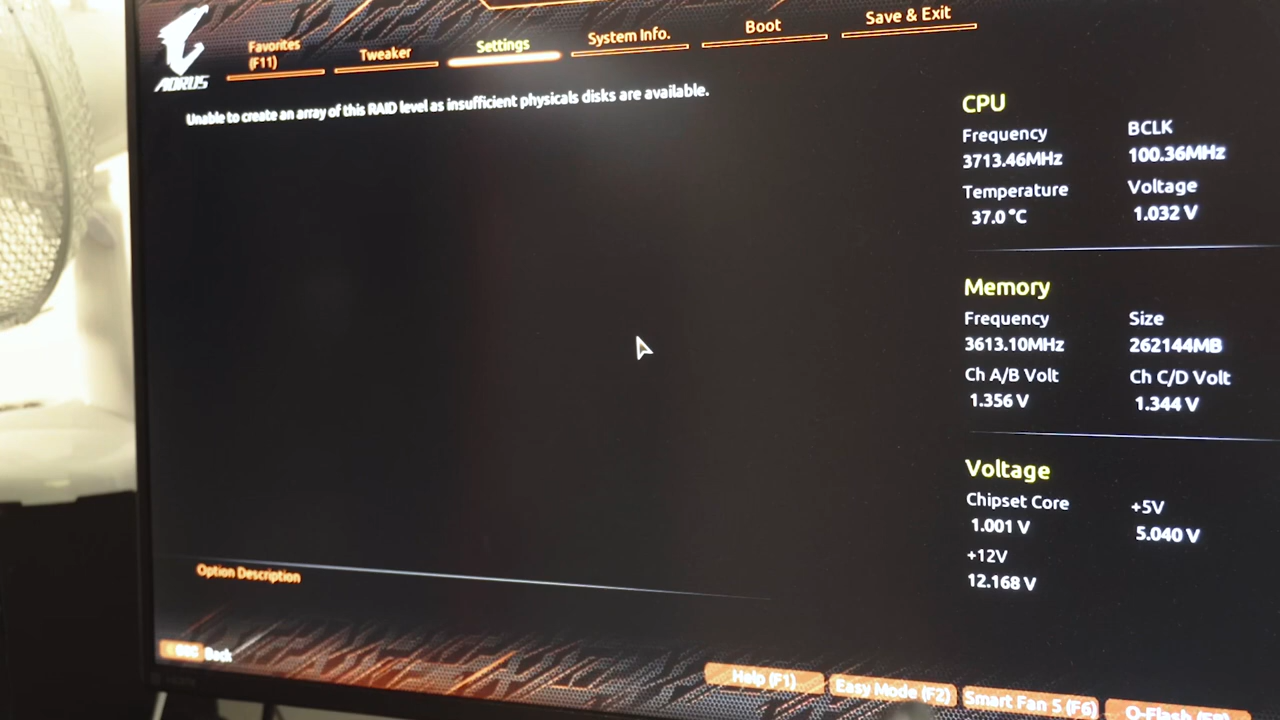 AORUS
Favorites
(F11)
Tweaker
Settings
System Info.
Boot
Save & Exit
Unable to create an array of this RAID level as insufficient physicals disks are available.
CPU
Frequency
BCLK
3713.46MHz
100.36MHz
Temperature
Voltage
37.0 °C
1.032 V
Memory
Frequency
Size
3613.10MHz
262144MB
Ch A/B Volt
Ch C/D Volt
1.356 V
1.344 V
Voltage
Chipset Core
+5V
1.001 V
5.040 V
+12V
12.168 V
Option Description
Back
Help (F1)
Easy Mode (F2)
Smart Fan 5 (F6)
Q-Flash